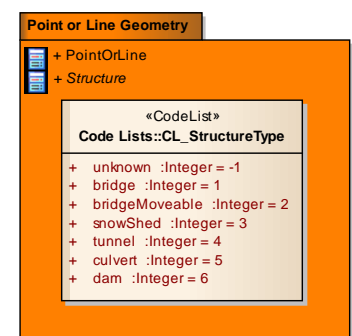 Point or Line Geometry
+ PointOrLine
+ Structure
«CodeList»
Code Lists::CL_StructureType
+ unknown :Integer = -1
+ bridge :Integer = 1
+ bridgeMoveable :Integer = 2
+ snowShed :Integer = 3
+ tunnel :Integer = 4
+ culvert :Integer = 5
+ dam :Integer = 6